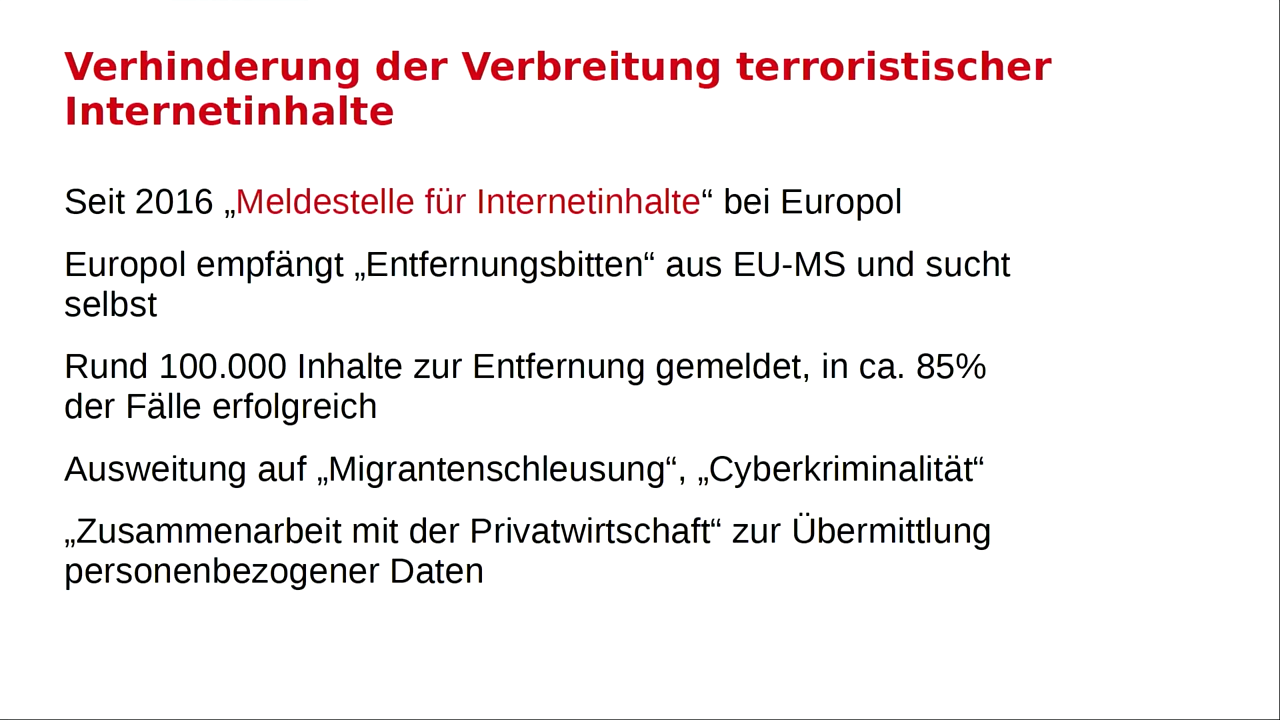 Verhinderung der Verbreitung terroristischer
Internetinhalte
Seit 2016 „Meldestelle für Internetinhalte“ bei Europol
Europol empfängt „Entfernungsbitten“ aus EU-MS und sucht
selbst
Rund 100.000 Inhalte zur Entfernung gemeldet, in ca. 85%
der Fälle erfolgreich
Ausweitung auf „Migrantenschleusung“, „Cyberkriminalität“
„Zusammenarbeit mit der Privatwirtschaft“ zur Übermittlung
personenbezogener Daten